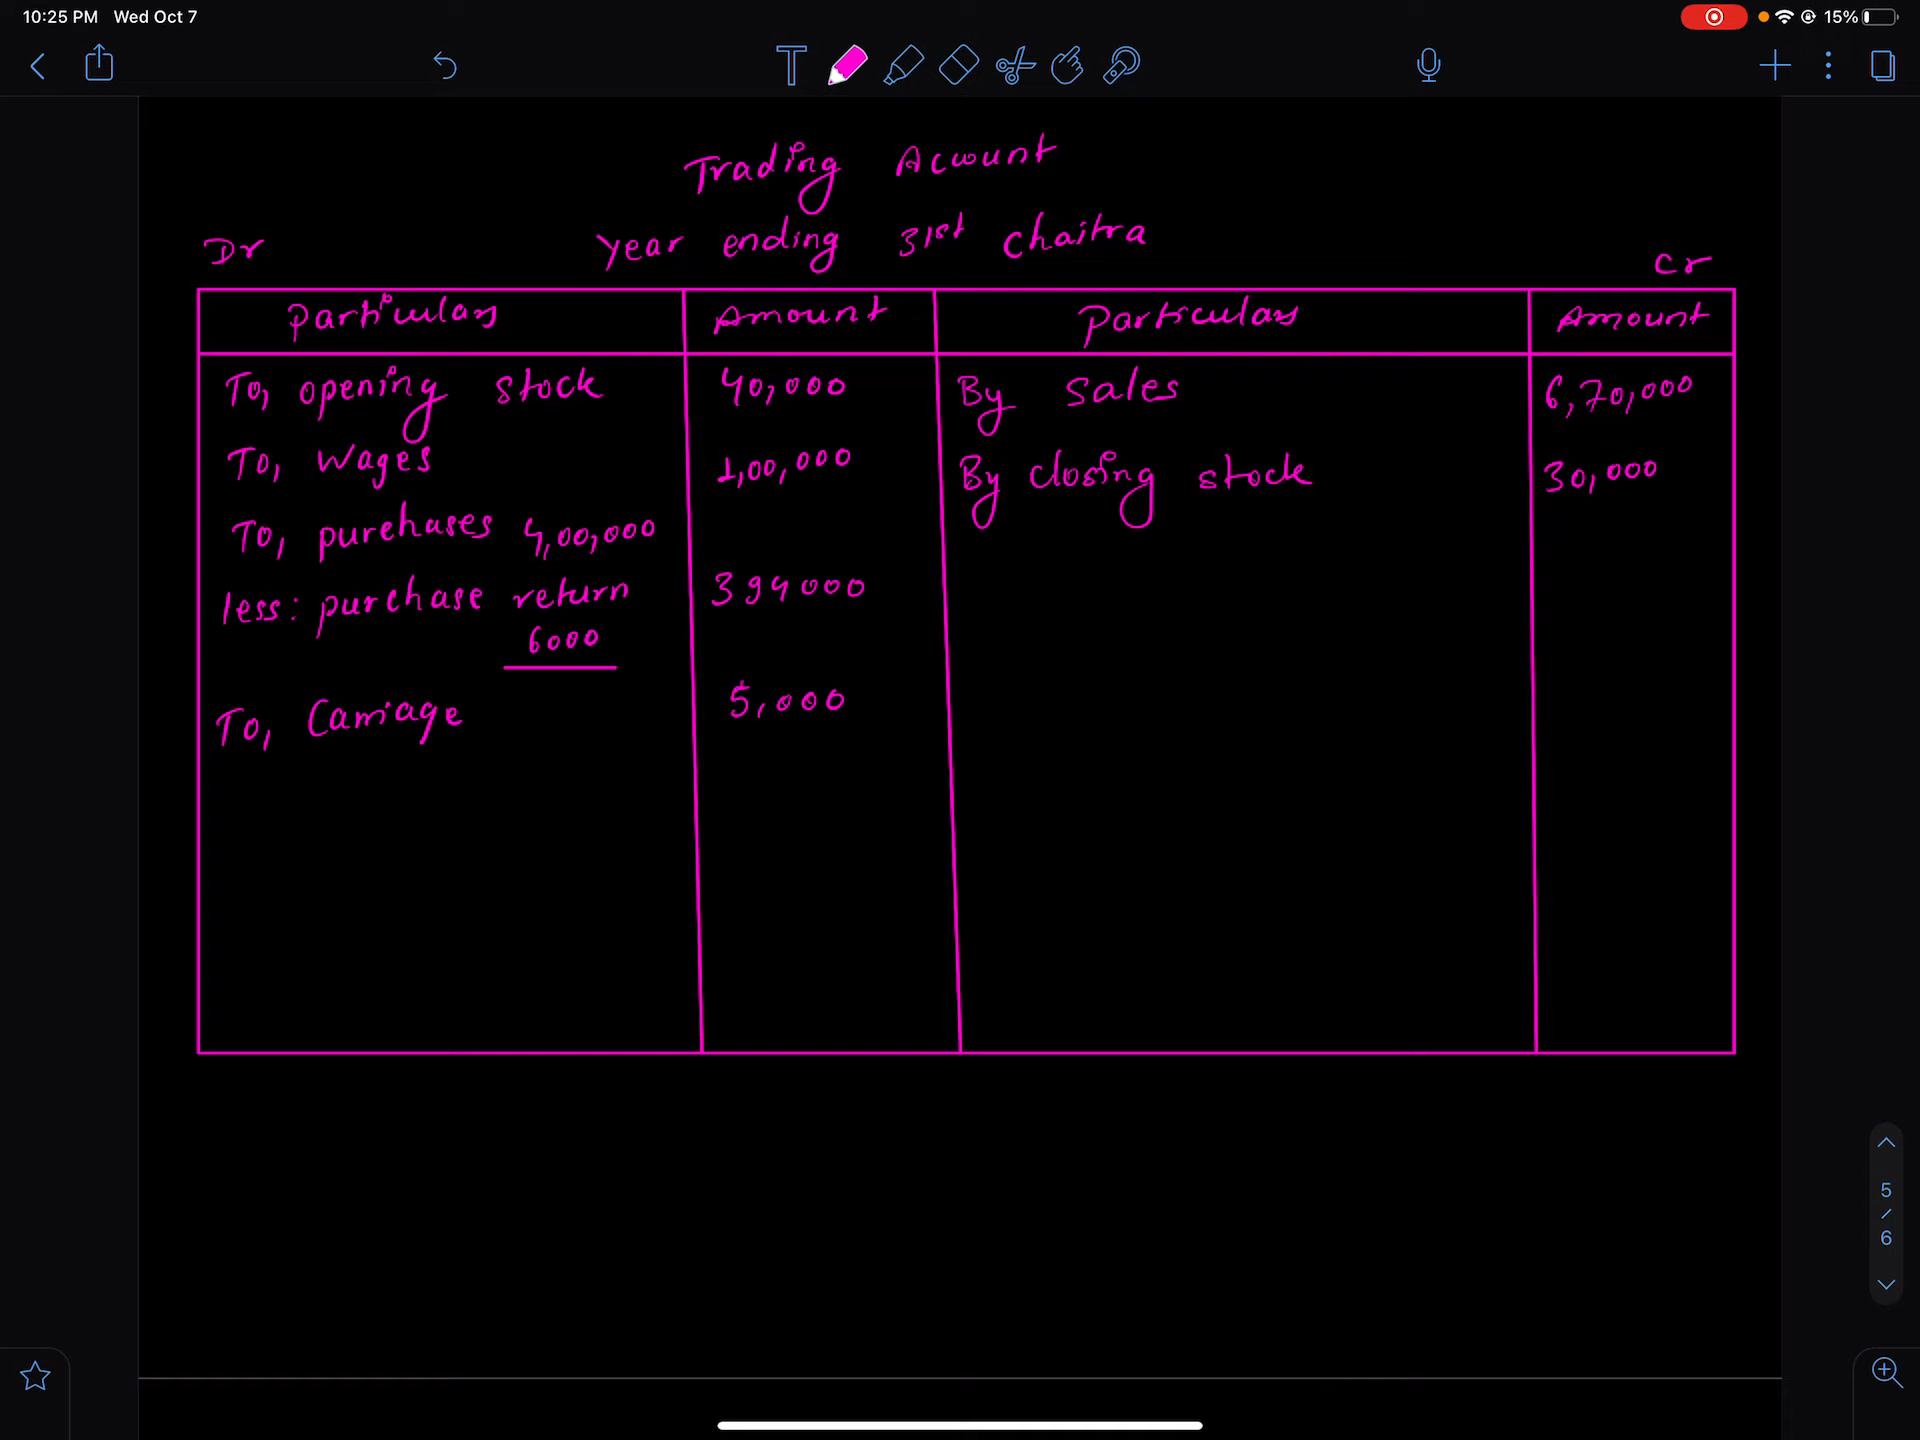 10:25 PM Wed Oct 7
15%
Trading Account
Year ending 31st Chaitra
Dr
Cr
Particulars Amount Particulars Amount
To, opening stock 40,000 By Sales 6,70,000
To, Wages 1,00,000 By closing stock 30,000
To, purchases 4,00,000
less: purchase return 394000
6000
To, Carriage 5,000
5
/
6